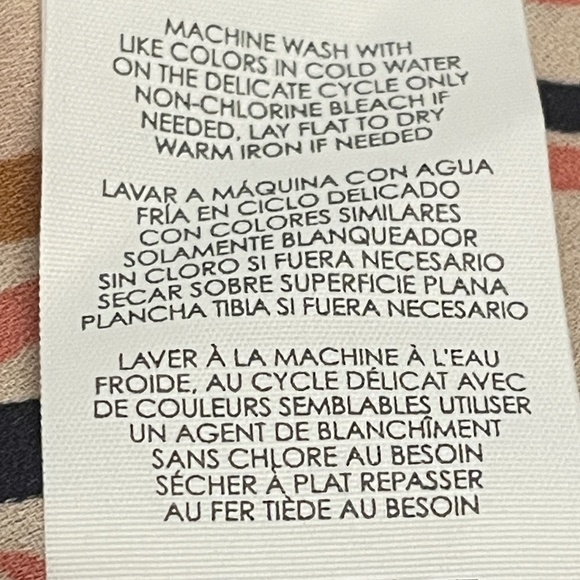 MACHINE WASH WITH
LIKE COLORS IN COLD WATER
ON THE DELICATE CYCLE ONLY
NON-CHLORINE BLEACH IF
NEEDED, LAY FLAT TO DRY
WARM IRON IF NEEDED
LAVAR A MÁQUINA CON AGUA
FRÍA EN CICLO DELICADO
CON COLORES SIMILARES
SOLAMENTE BLANQUEADOR
SIN CLORO SI FUERA NECESARIO
SECAR SOBRE SUPERFICIE PLANA
PLANCHA TIBIA SI FUERA NECESARIO
LAVER À LA MACHINE À L'EAU
FROIDE, AU CYCLE DÉLICAT AVEC
DE COULEURS SEMBLABLES UTILISER
UN AGENT DE BLANCHÎMENT
SANS CHLORE AU BESOIN
SÉCHER À PLAT REPASSER
AU FER TIÈDE AU BESOIN